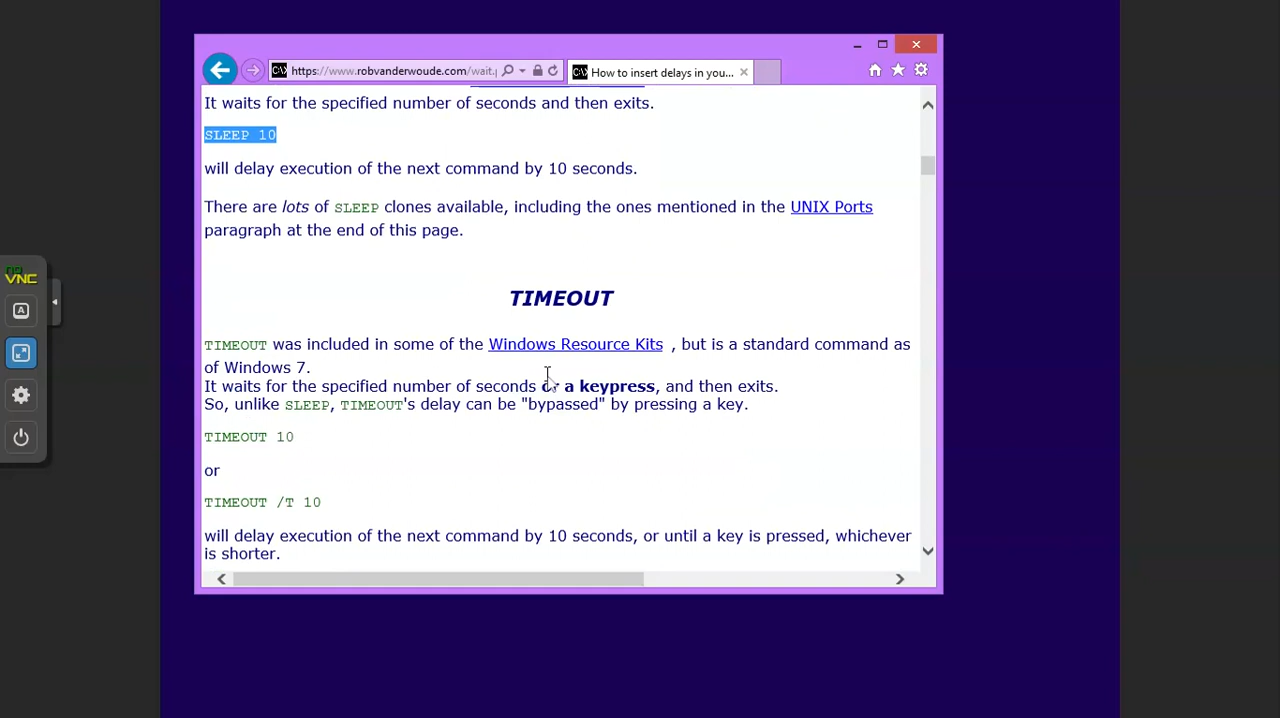 https://www.robvanderwoude.com/wait.p
How to insert delays in you...
It waits for the specified number of seconds and then exits.
SLEEP 10
will delay execution of the next command by 10 seconds.
There are lots of SLEEP clones available, including the ones mentioned in the UNIX Ports
paragraph at the end of this page.
TIMEOUT
TIMEOUT was included in some of the Windows Resource Kits , but is a standard command as
of Windows 7.
It waits for the specified number of seconds or a keypress, and then exits.
So, unlike SLEEP, TIMEOUT's delay can be "bypassed" by pressing a key.
TIMEOUT 10
or
TIMEOUT /T 10
will delay execution of the next command by 10 seconds, or until a key is pressed, whichever
is shorter.
no
VNC
A